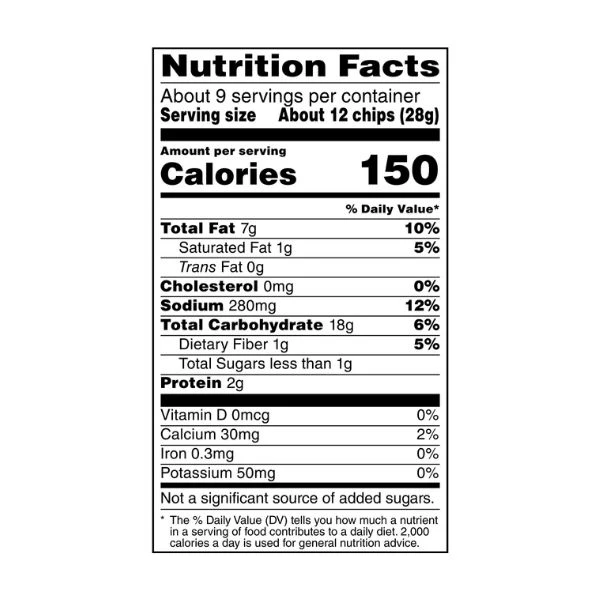 Nutrition Facts
About 9 servings per container
Serving size About 12 chips (28g)
Amount per serving
Calories 150
% Daily Value*
Total Fat 7g 10%
Saturated Fat 1g 5%
Trans Fat 0g
Cholesterol 0mg 0%
Sodium 280mg 12%
Total Carbohydrate 18g 6%
Dietary Fiber 1g 5%
Total Sugars less than 1g
Protein 2g
Vitamin D 0mcg 0%
Calcium 30mg 2%
Iron 0.3mg 0%
Potassium 50mg 0%
Not a significant source of added sugars.
* The % Daily Value (DV) tells you how much a nutrient
in a serving of food contributes to a daily diet. 2,000
calories a day is used for general nutrition advice.